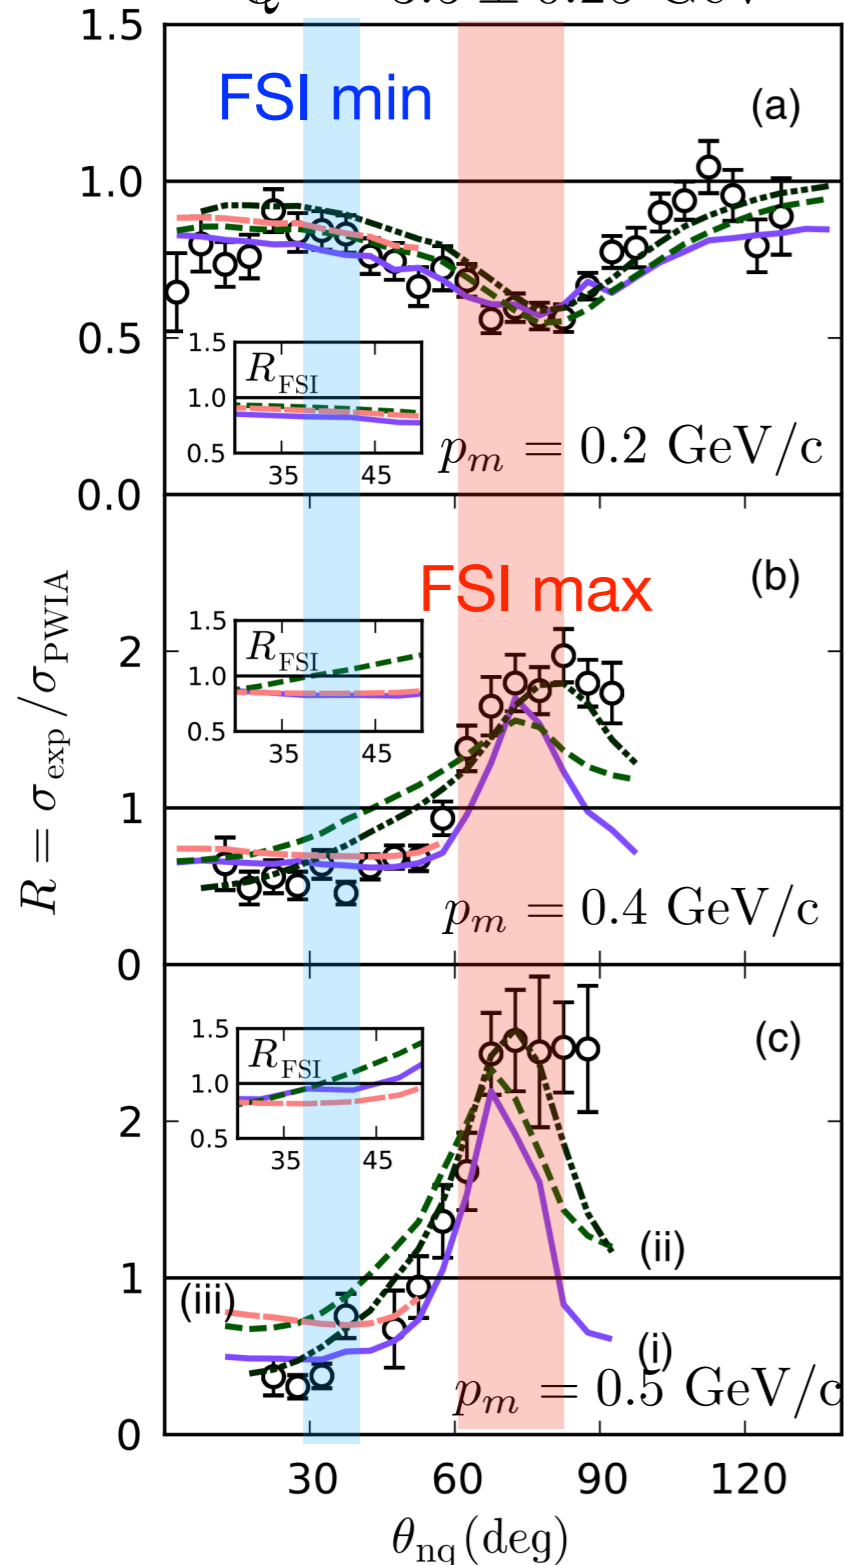 1.5
FSI min
(a)
1.0
0.5
1.5
R_FSI
1.0
0.5
35 45
p_m = 0.2 GeV/c
0.0
(b)
FSI max
2
1.5
R_FSI
1.0
0.5
35 45
1
p_m = 0.4 GeV/c
0
(c)
1.5
R_FSI
1.0
0.5
35 45
2
(ii)
1
(iii)
(i)
p_m = 0.5 GeV/c
0
30 60 90 120
θ_nq (deg)
R = σ_exp/σ_PWIA